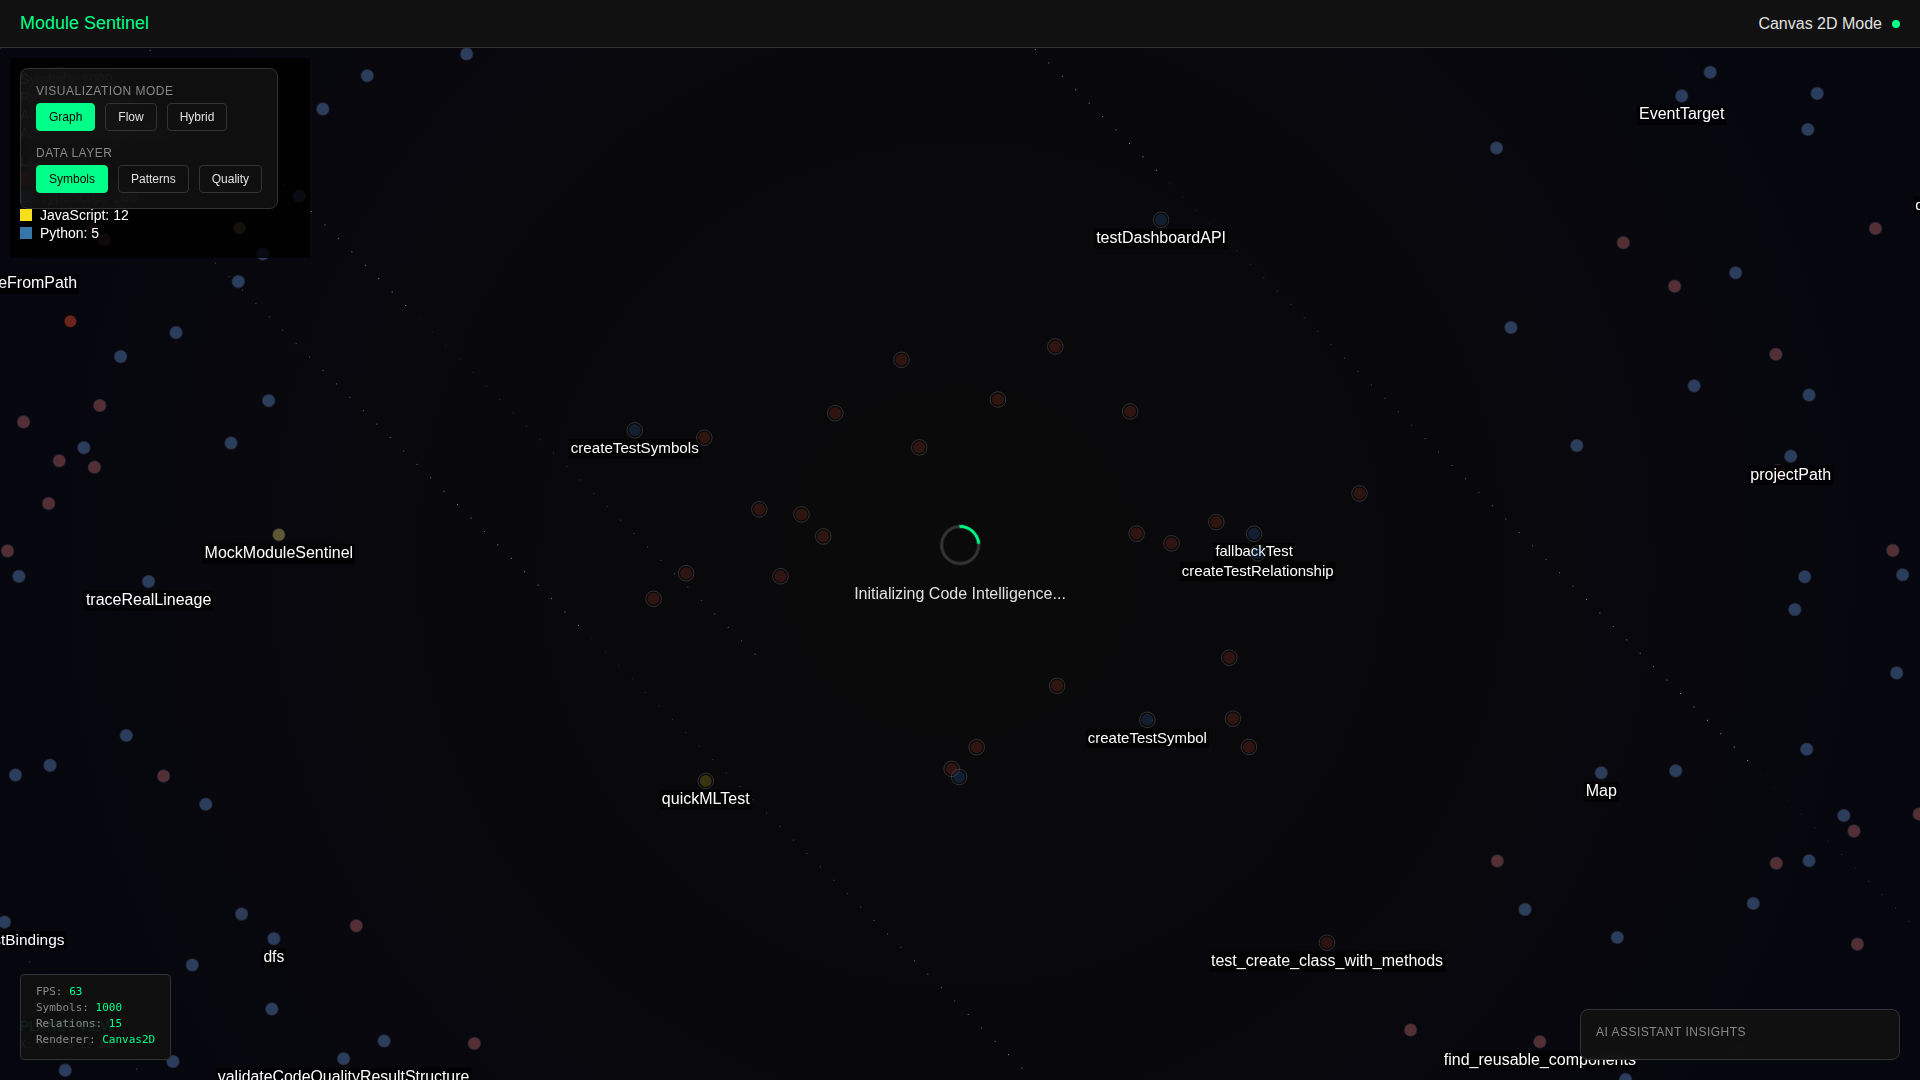 Module Sentinel
Canvas 2D Mode
VISUALIZATION MODE
Graph
Flow
Hybrid
DATA LAYER
Symbols
Patterns
Quality
JavaScript: 12
Python: 5
EventTarget
testDashboardAPI
eFromPath
createTestSymbols
projectPath
MockModuleSentinel
fallbackTest
createTestRelationship
traceRealLineage
Initializing Code Intelligence...
createTestSymbol
Map
quickMLTest
tBindings
dfs
test_create_class_with_methods
FPS: 63
Symbols: 1000
Relations: 15
Renderer: Canvas2D
AI ASSISTANT INSIGHTS
find_reusable_components
validateCodeQualityResultStructure